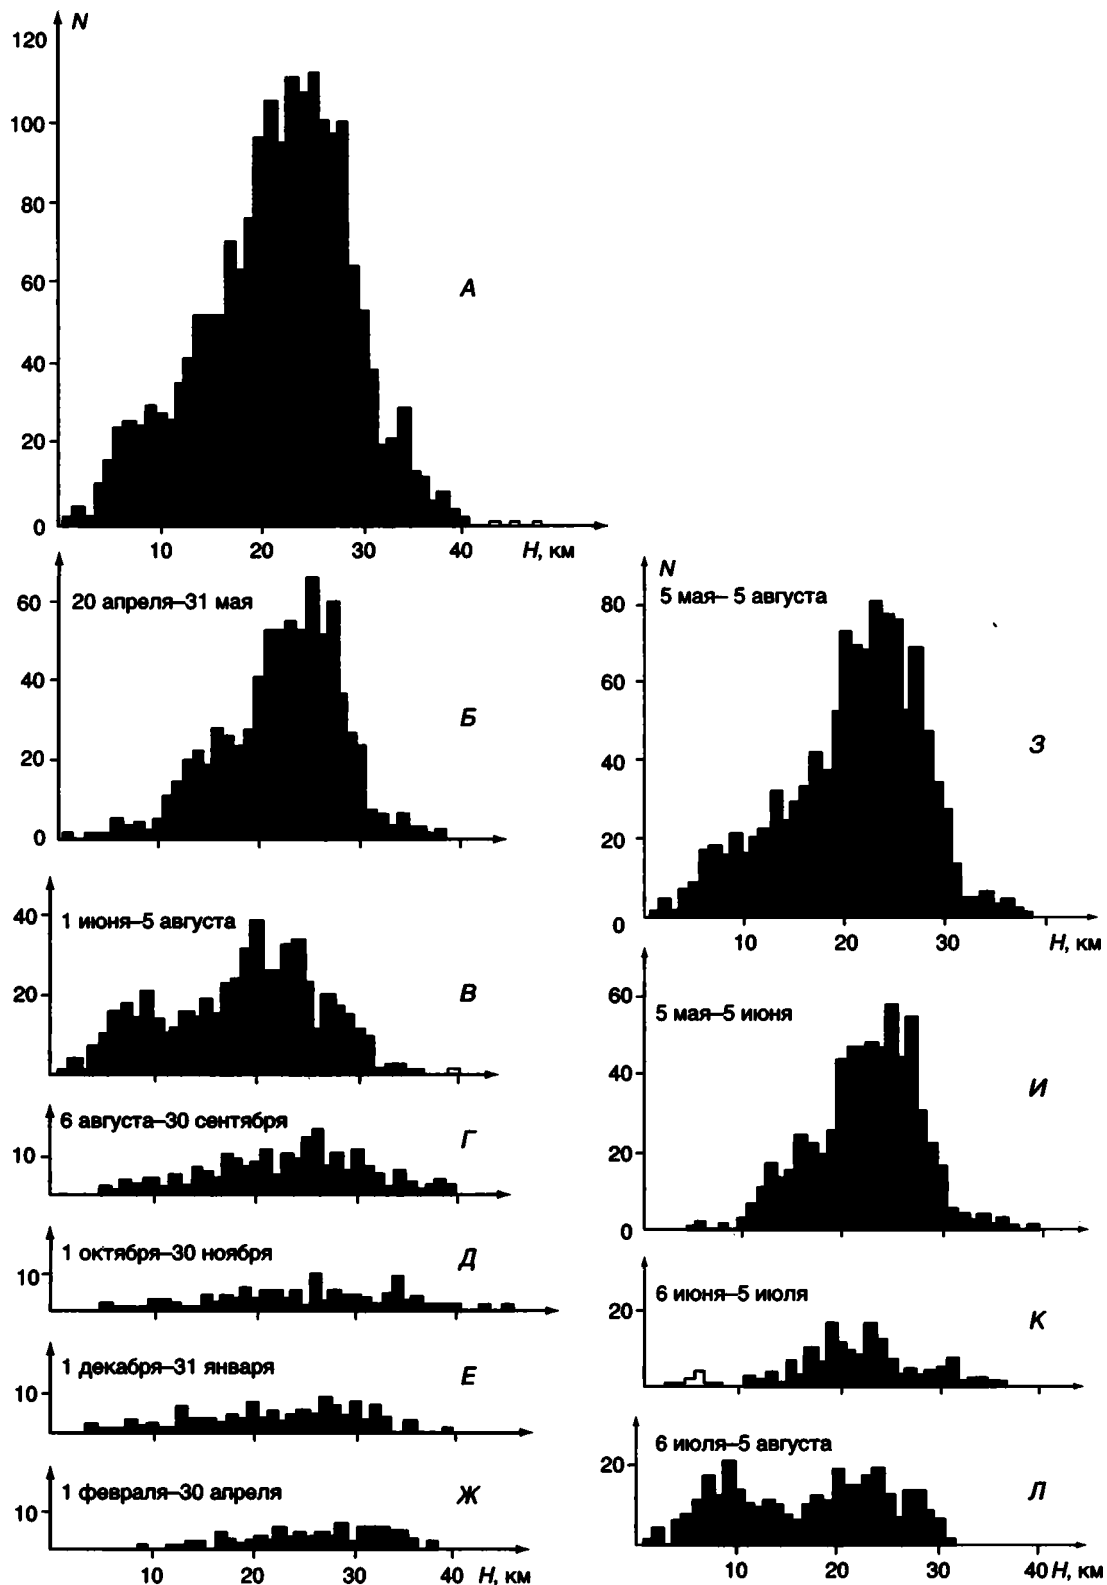 N
120
100
80
60
40
20
0
А
10 20 30 40 H, км
20 апреля–31 мая
60
40
20
0
Б
1 июня–5 августа
40
20
В
6 августа–30 сентября
10
Г
1 октября–30 ноября
10
Д
1 декабря–31 января
10
Е
1 февраля–30 апреля
10
Ж
10 20 30 40 H, км
N
5 мая– 5 августа
80
60
40
20
0
З
10 20 30 H, км
5 мая–5 июня
60
40
20
0
И
6 июня–5 июля
20
К
6 июля–5 августа
20
Л
10 20 30 40 H, км